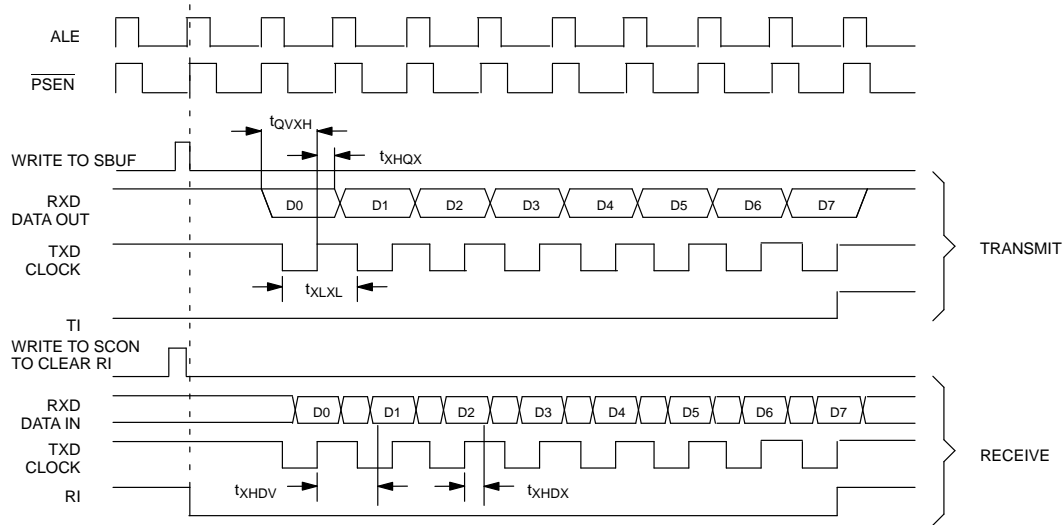 ALE
PSEN
tQVXH
tXHQX
WRITE TO SBUF
RXD
DATA OUT
D0 D1 D2 D3 D4 D5 D6 D7
TXD
CLOCK
TRANSMIT
tXLXL
TI
WRITE TO SCON
TO CLEAR RI
RXD
DATA IN
D0 D1 D2 D3 D4 D5 D6 D7
TXD
CLOCK
RECEIVE
tXHDV
tXHDX
RI